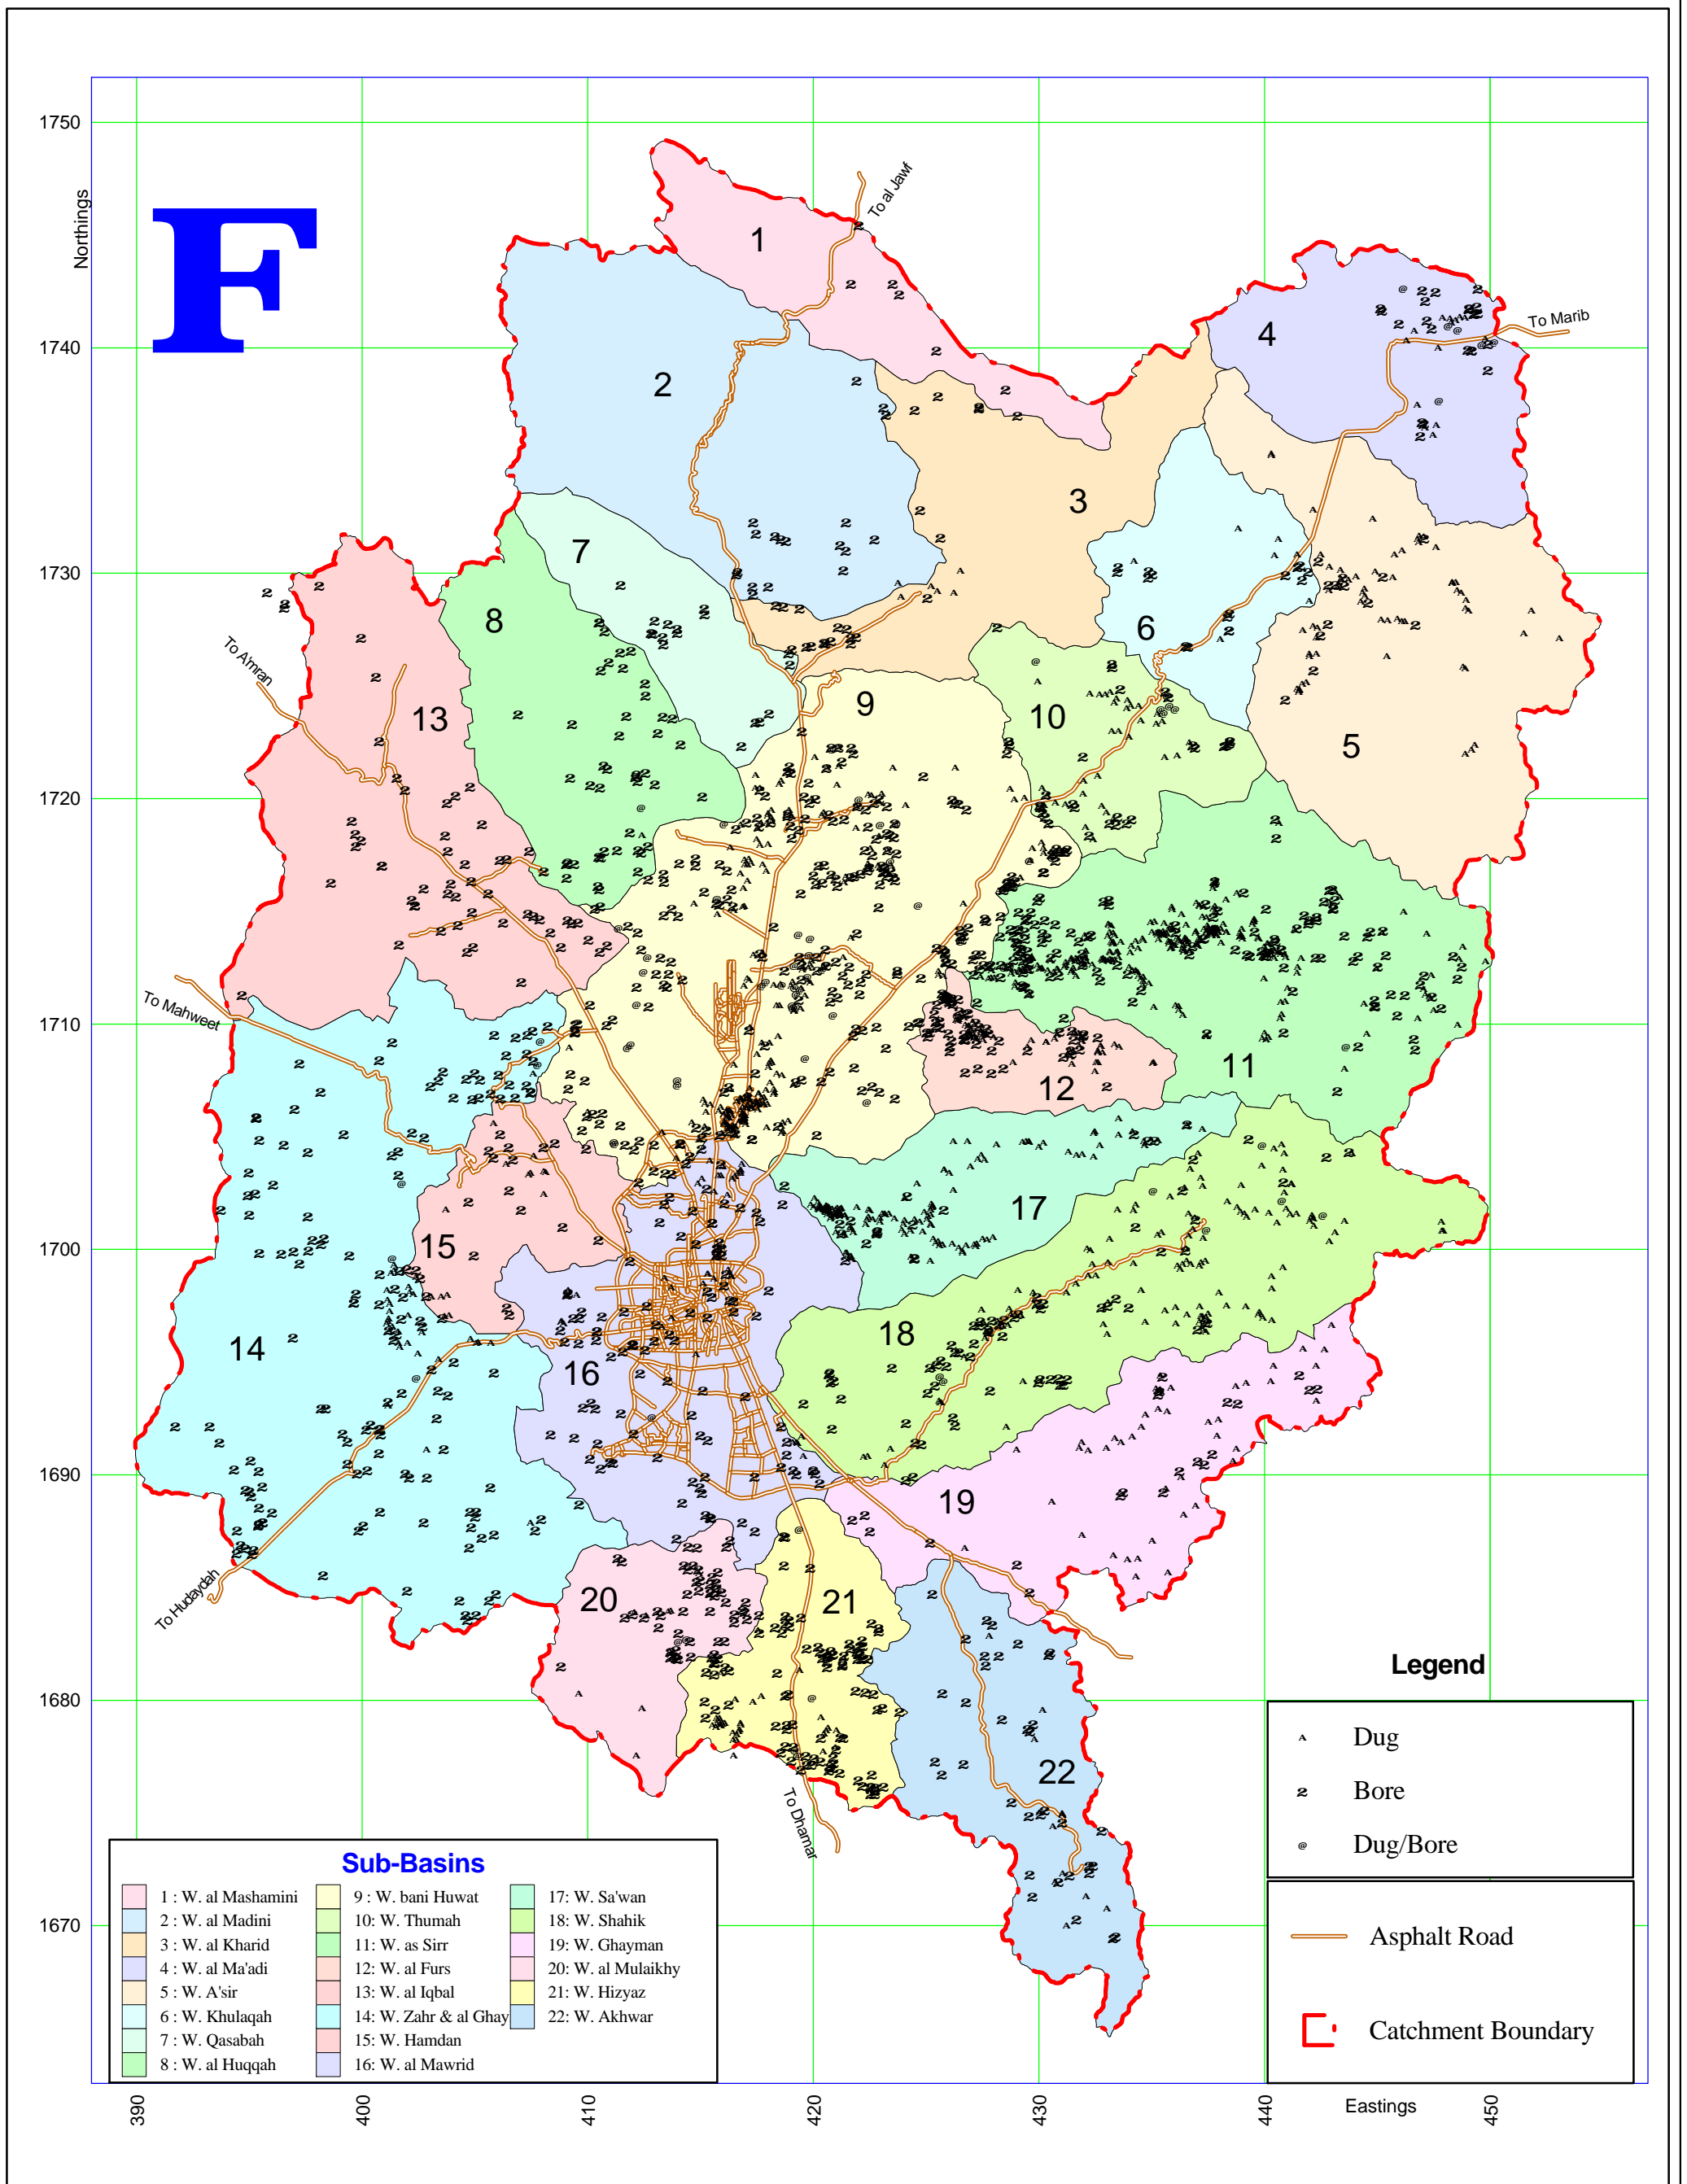 1750
Northings
F
To al Jawf
1
4
To Marib
1740
2
3
7
1730
6
8
To A'mran
9
13
10
5
1720
To Mahweet
1710
11
12
17
15
1700
14
18
16
1690
19
To Hudaydah
20
21
Legend
1680
Dug
22
Bore
To Dhamar
Dug/Bore
Sub-Basins
1 : W. al Mashamini
2 : W. al Madini
3 : W. al Kharid
4 : W. al Ma'adi
5 : W. A'sir
6 : W. Khulaqah
7 : W. Qasabah
8 : W. al Huqqah
9 : W. bani Huwat
10: W. Thumah
11: W. as Sirr
12: W. al Furs
13: W. al Iqbal
14: W. Zahr & al Ghay
15: W. Hamdan
16: W. al Mawrid
17: W. Sa'wan
18: W. Shahik
19: W. Ghayman
20: W. al Mulaikhy
21: W. Hizyaz
22: W. Akhwar
1670
Asphalt Road
Catchment Boundary
390
400
410
420
430
440
Eastings
450